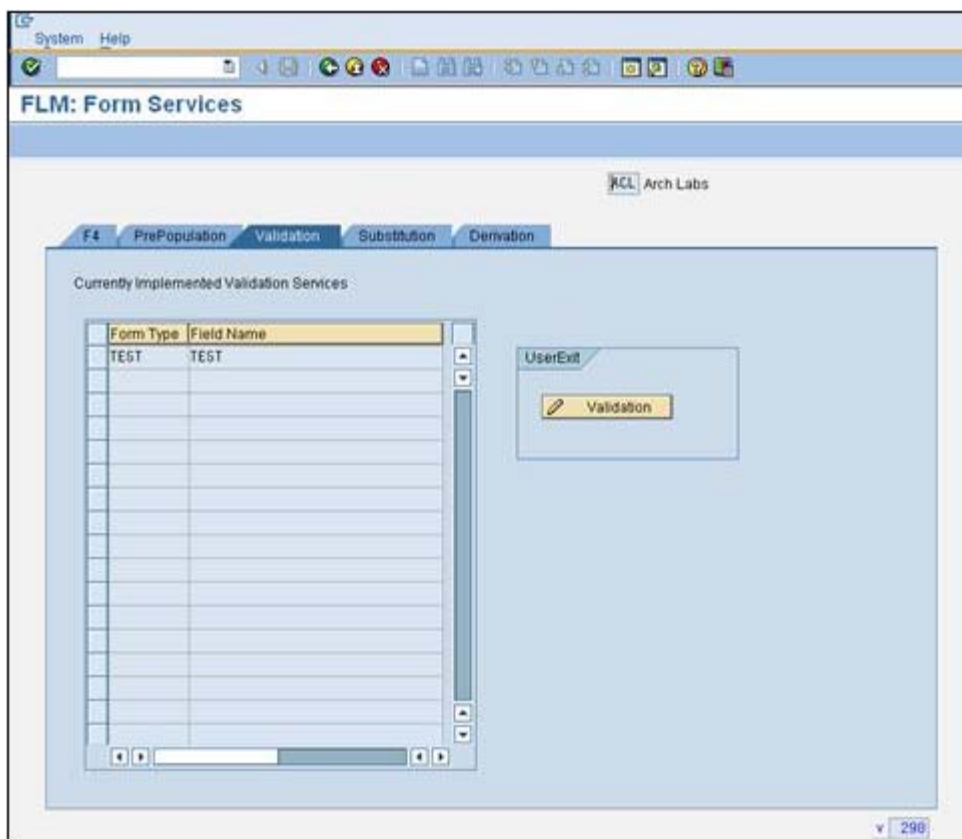 System Help
FLM: Form Services
ACL Arch Labs
F4 PrePopulation Validation Substitution Derivation
Currently Implemented Validation Services
Form Type Field Name
TEST TEST
UserExit
Validation
v 290